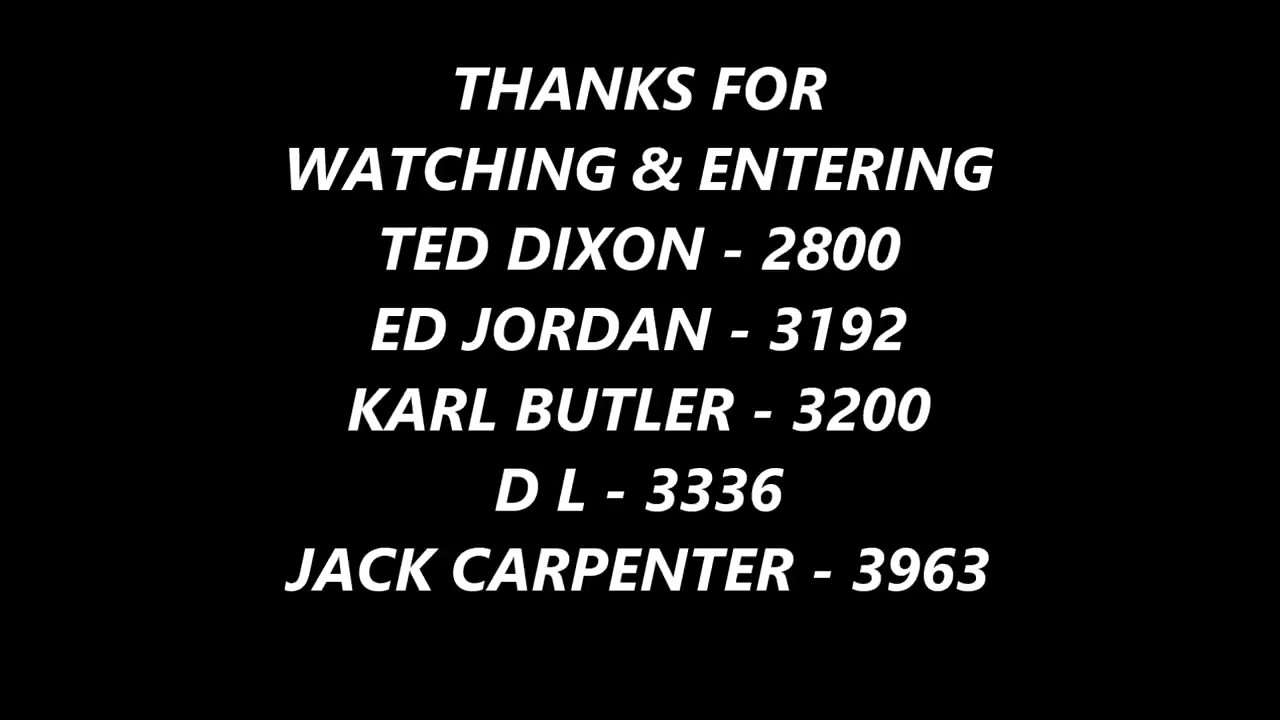 THANKS FOR
WATCHING & ENTERING
TED DIXON - 2800
ED JORDAN - 3192
KARL BUTLER - 3200
D L - 3336
JACK CARPENTER - 3963